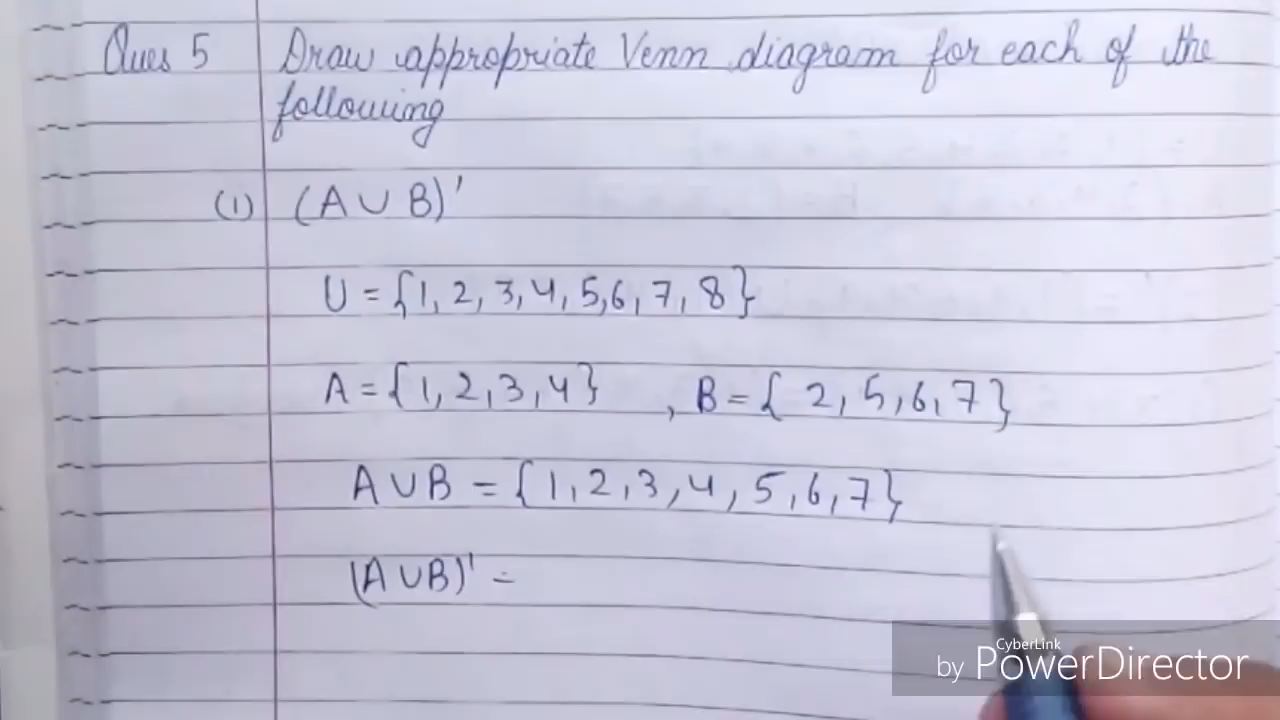 Ques 5 Draw appropriate Venn diagram for each of the
following
(1) (A ∪ B)'
U = {1, 2, 3, 4, 5, 6, 7, 8}
A = {1, 2, 3, 4} , B = { 2, 5, 6, 7}
A ∪ B = {1, 2, 3, 4, 5, 6, 7}
(A ∪ B)' =
CyberLink
by PowerDirector